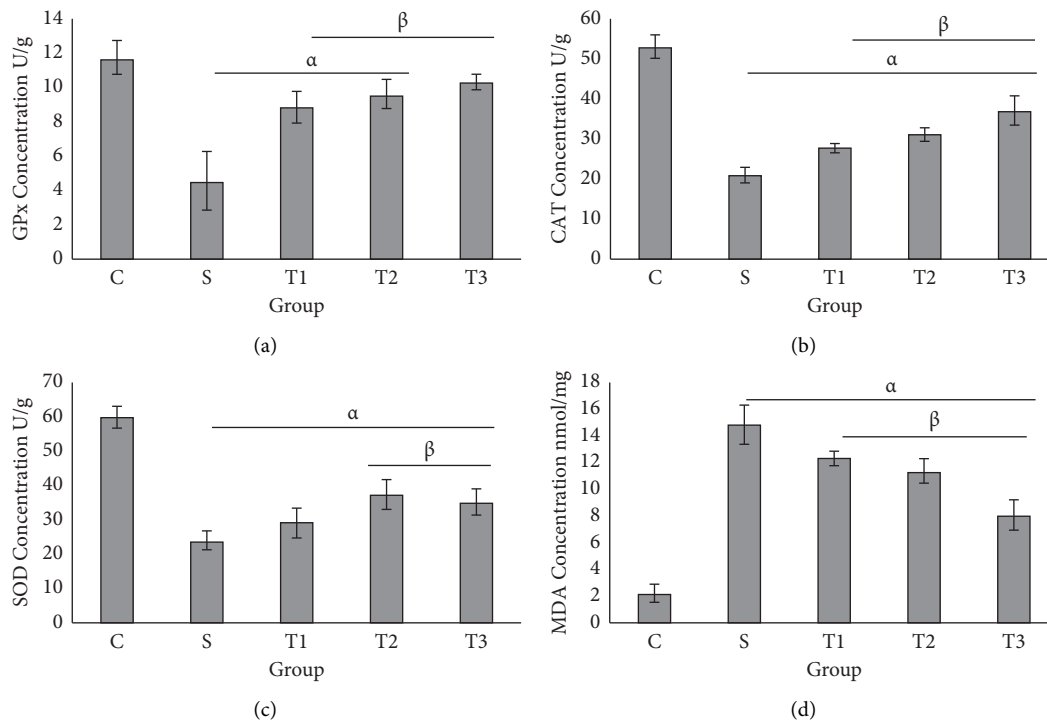 GPx Concentration U/g
14
12
10
8
6
4
2
0
α
β
C S T1 T2 T3
Group
(a)
CAT Concentration U/g
60
50
40
30
20
10
0
β
α
C S T1 T2 T3
Group
(b)
SOD Concentration U/g
70
60
50
40
30
20
10
0
α
β
C S T1 T2 T3
Group
(c)
MDA Concentration nmol/mg
18
16
14
12
10
8
6
4
2
0
α
β
C S T1 T2 T3
Group
(d)